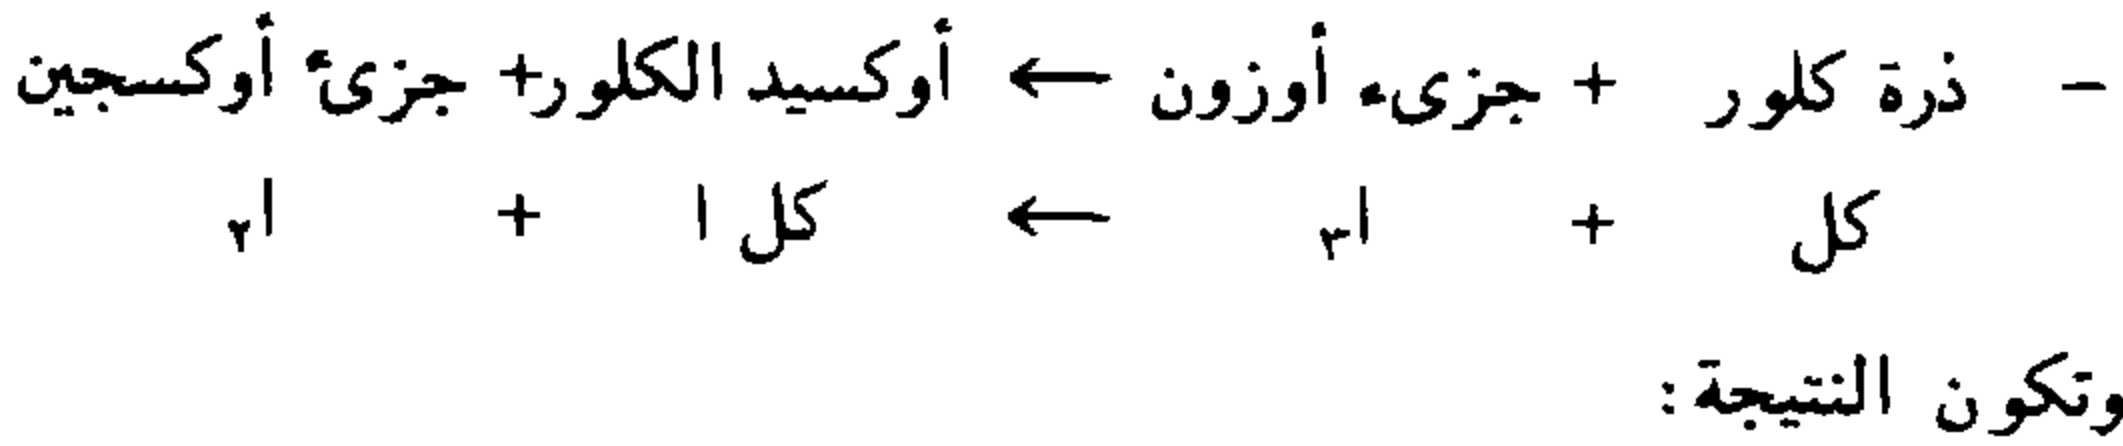 - ذرة كلور + جزىء أوزون ← أوكسيد الكلور + جزئ أوكسجين
كل + ا٣ ← كل ا + ا٢
وتكون النتيجة: